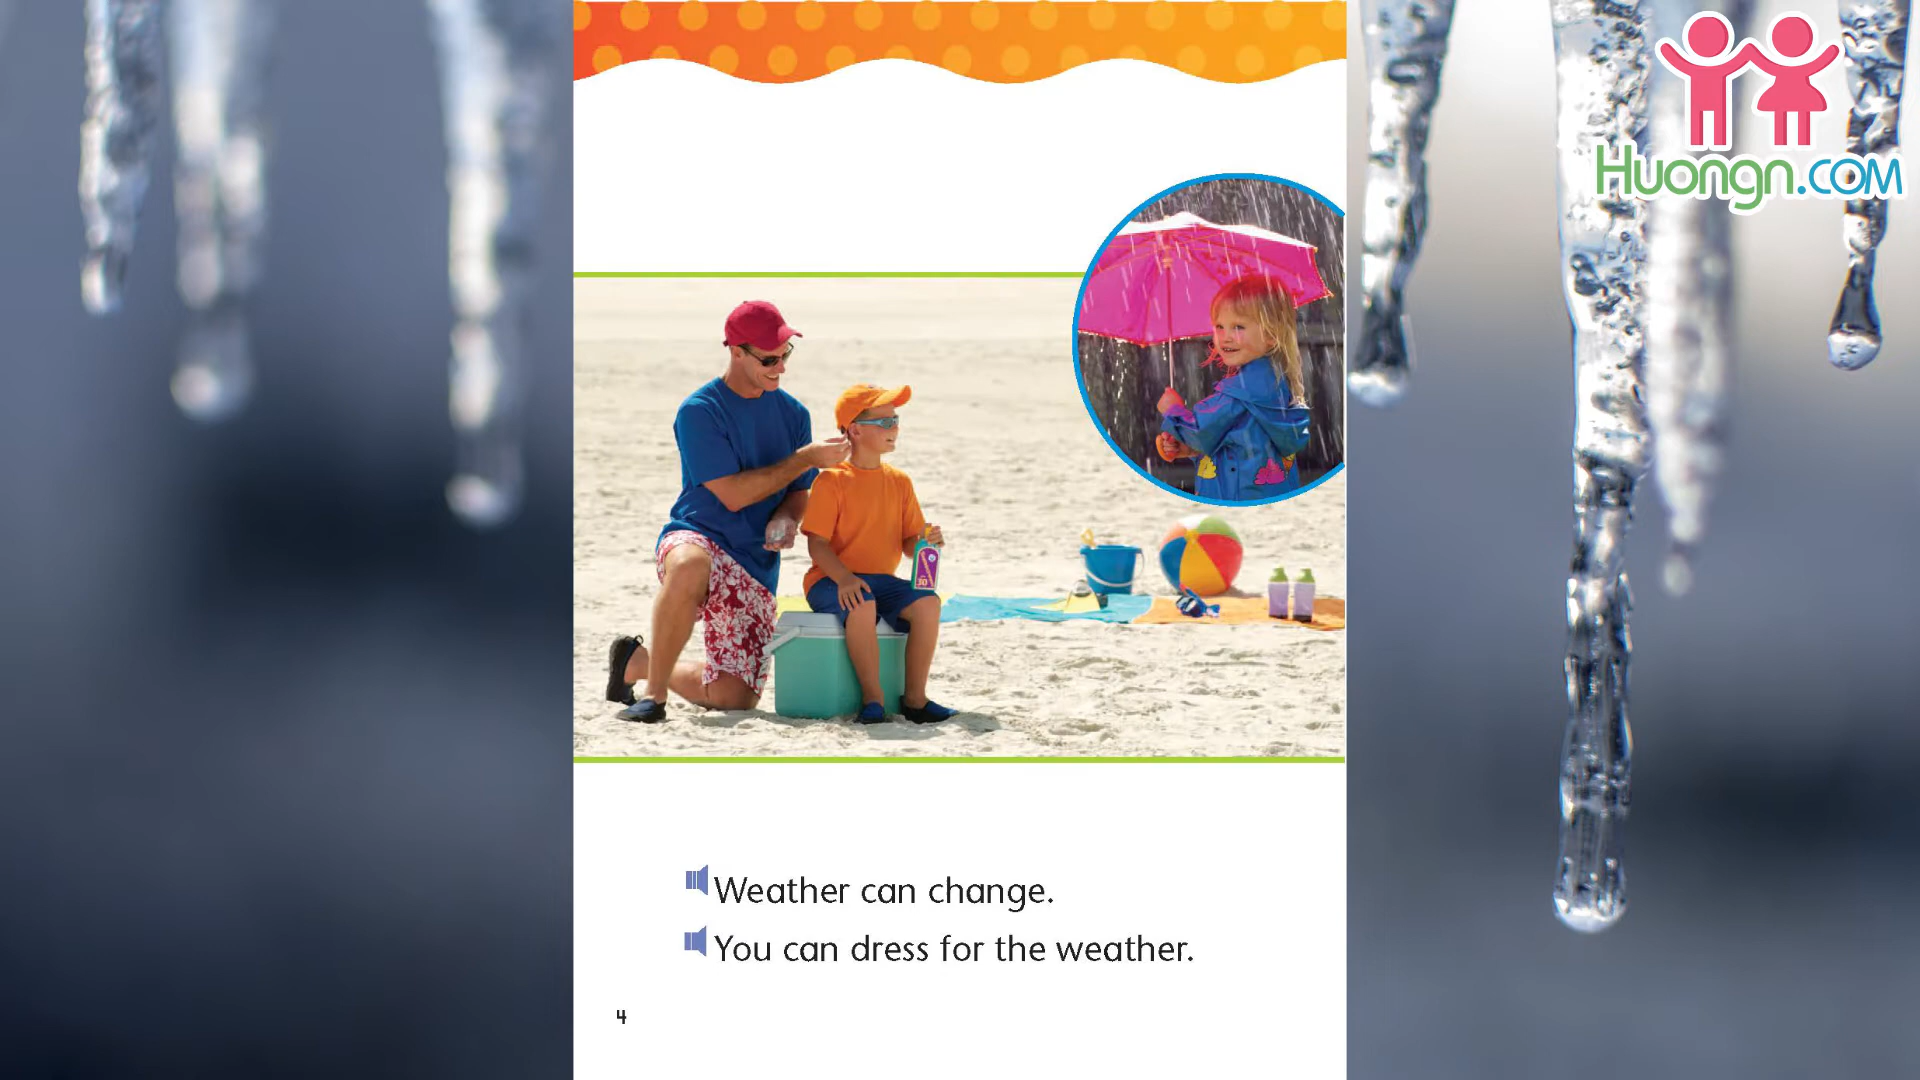 Huongn.com
Weather can change.
You can dress for the weather.
4